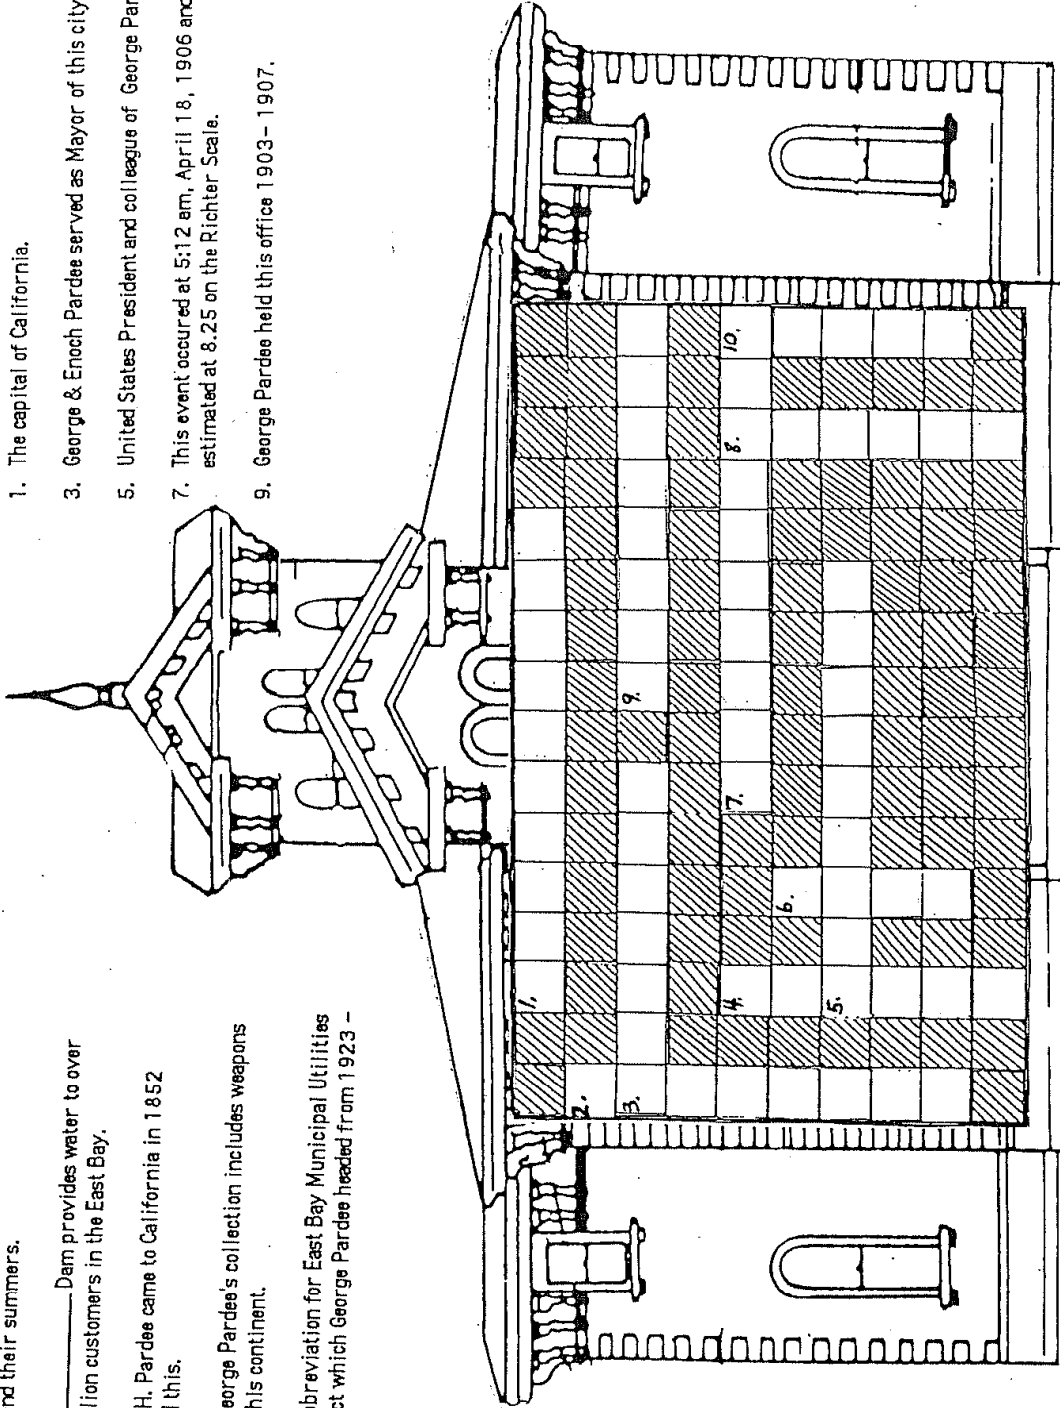 nd their summers.
Dam provides water to over
lion customers in the East Bay.
H. Pardee came to California in 1852
this.
eorge Pardee's collection includes weapons
his continent.
breviation for East Bay Municipal Utilities
ct which George Pardee headed from 1923 -
1. The capital of California.
3. George & Enoch Pardee served as Mayor of this city
5. United States President and colleague of George Par
7. This event occured at 5:12 am, April 18, 1906 and
estimated at 8.25 on the Richter Scale.
9. George Pardee held this office 1903- 1907.
1.
2.
3. 9.
4. 7. 8. 10.
6.
5.